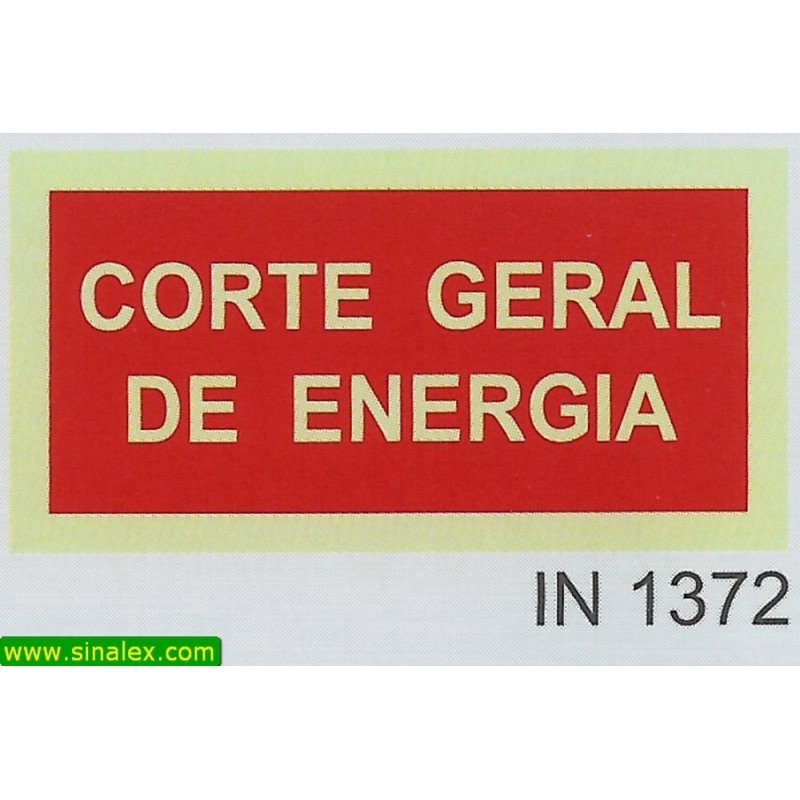 CORTE GERAL
DE ENERGIA
IN 1372
www.sinalex.com